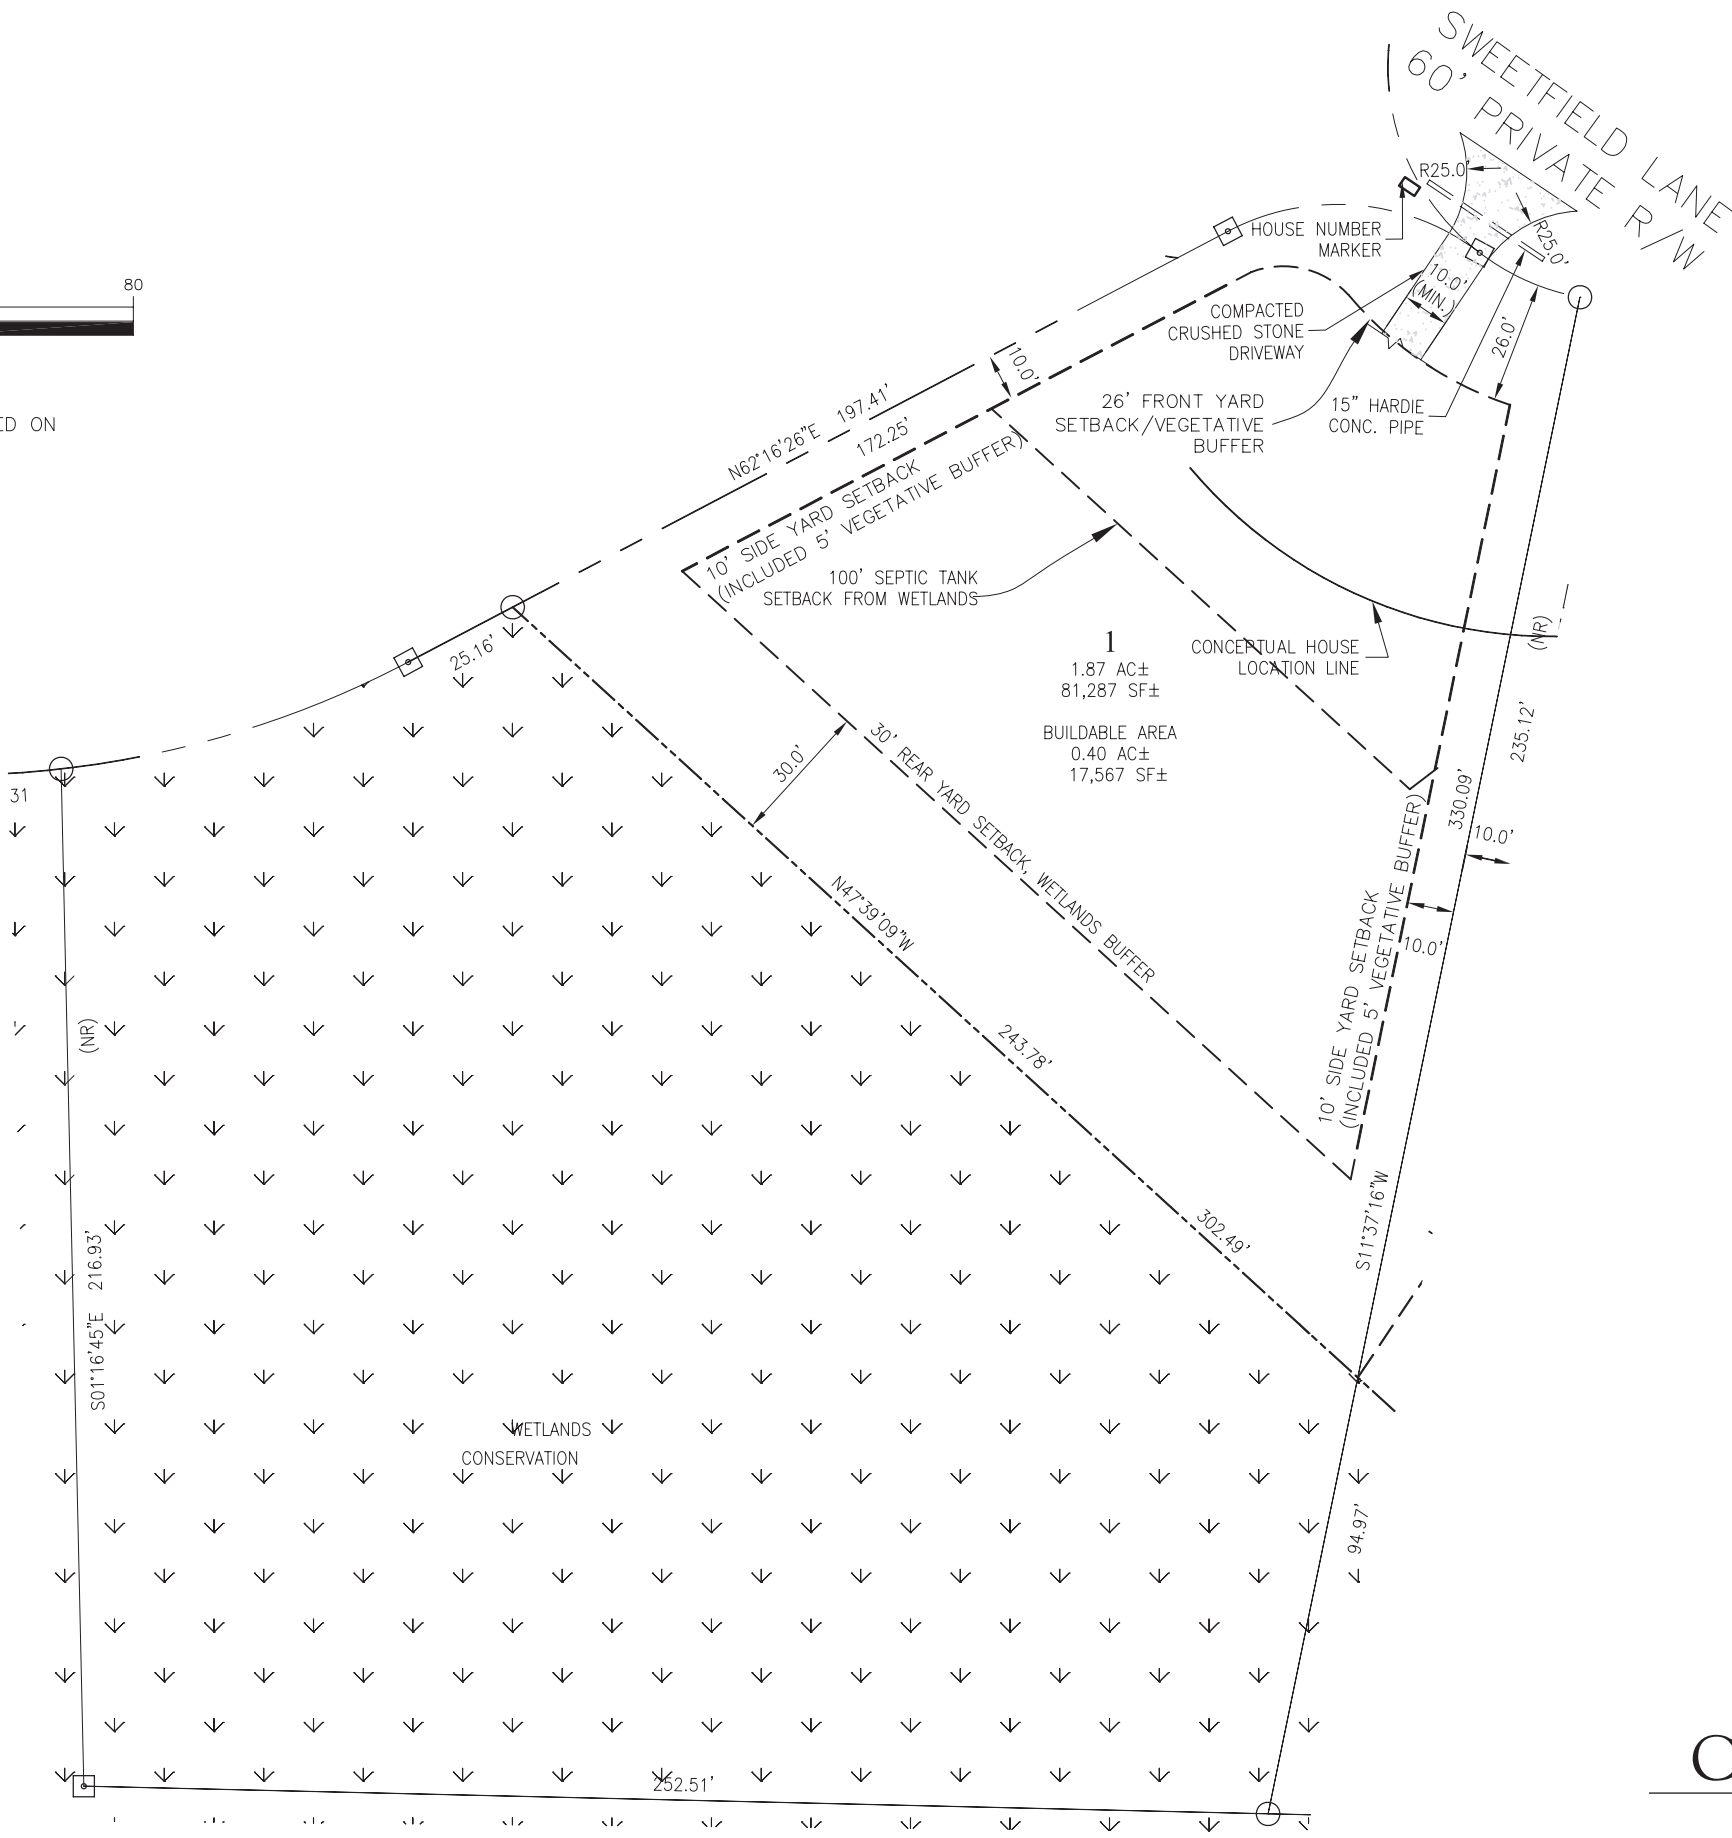 SWEETFIELD LANE
60' PRIVATE R/W
R25.0'
HOUSE NUMBER
MARKER
R25.0'
10.0'
(MIN.)
80
COMPACTED
CRUSHED STONE
DRIVEWAY
26.0'
10.0'
26' FRONT YARD
SETBACK/VEGETATIVE
BUFFER
15" HARDIE
CONC. PIPE
ED ON
N62°16'26"E 197.41'
172.25'
10' SIDE YARD SETBACK
(INCLUDED 5' VEGETATIVE BUFFER)
100' SEPTIC TANK
SETBACK FROM WETLANDS
25.16'
1
1.87 AC±
81,287 SF±
CONCEPTUAL HOUSE
LOCATION LINE
(NR)
BUILDABLE AREA
0.40 AC±
17,567 SF±
235.12'
30.0'
30' REAR YARD SETBACK, WETLANDS BUFFER
31
330.09'
10.0'
10.0'
N47°39'09"W
10' SIDE YARD SETBACK
(INCLUDED 5' VEGETATIVE BUFFER)
(NR)
243.78'
302.49'
S11°37'16"W
S01°16'45"E 216.93'
WETLANDS
CONSERVATION
94.97'
252.51'
C